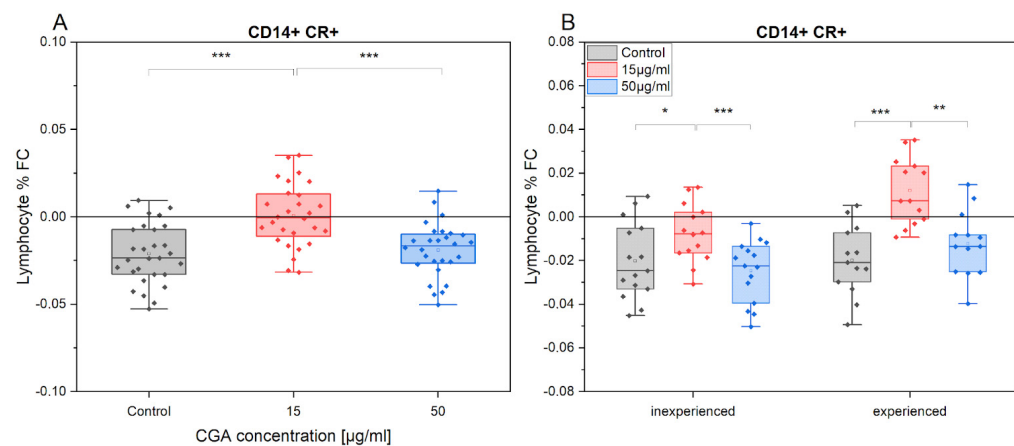 A
CD14+ CR+
Lymphocyte % FC
0.10
0.05
0.00
-0.05
-0.10
*** ***
Control 15 50
CGA concentration [µg/ml]
B
CD14+ CR+
Lymphocyte % FC
0.08
0.06
0.04
0.02
0.00
-0.02
-0.04
-0.06
-0.08
Control
15µg/ml
50µg/ml
* *** *** **
inexperienced experienced